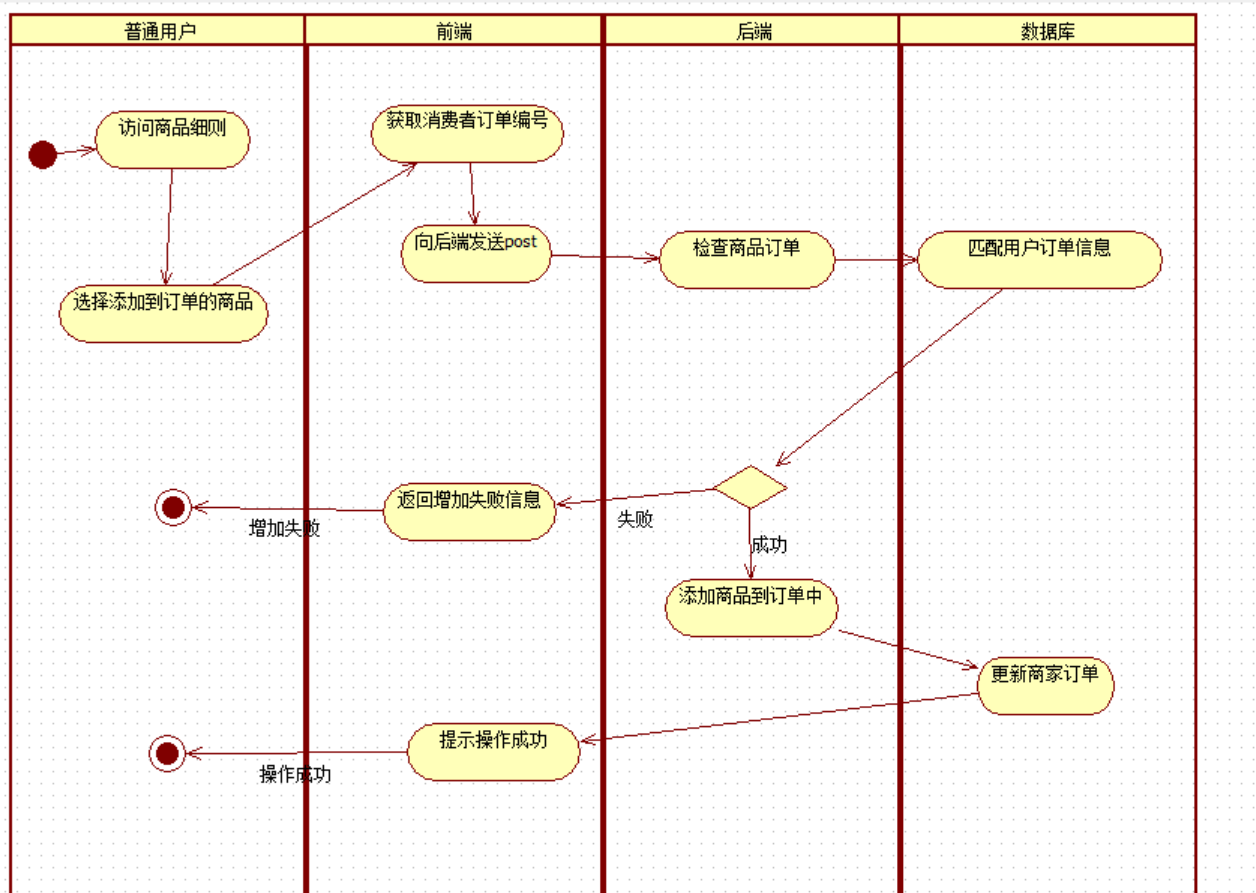 普通用户
前端
后端
数据库
访问商品细则
获取消费者订单编号
向后端发送post
检查商品订单
匹配用户订单信息
选择添加到订单的商品
返回增加失败信息
增加失败
失败
成功
添加商品到订单中
更新商家订单
提示操作成功
操作成功